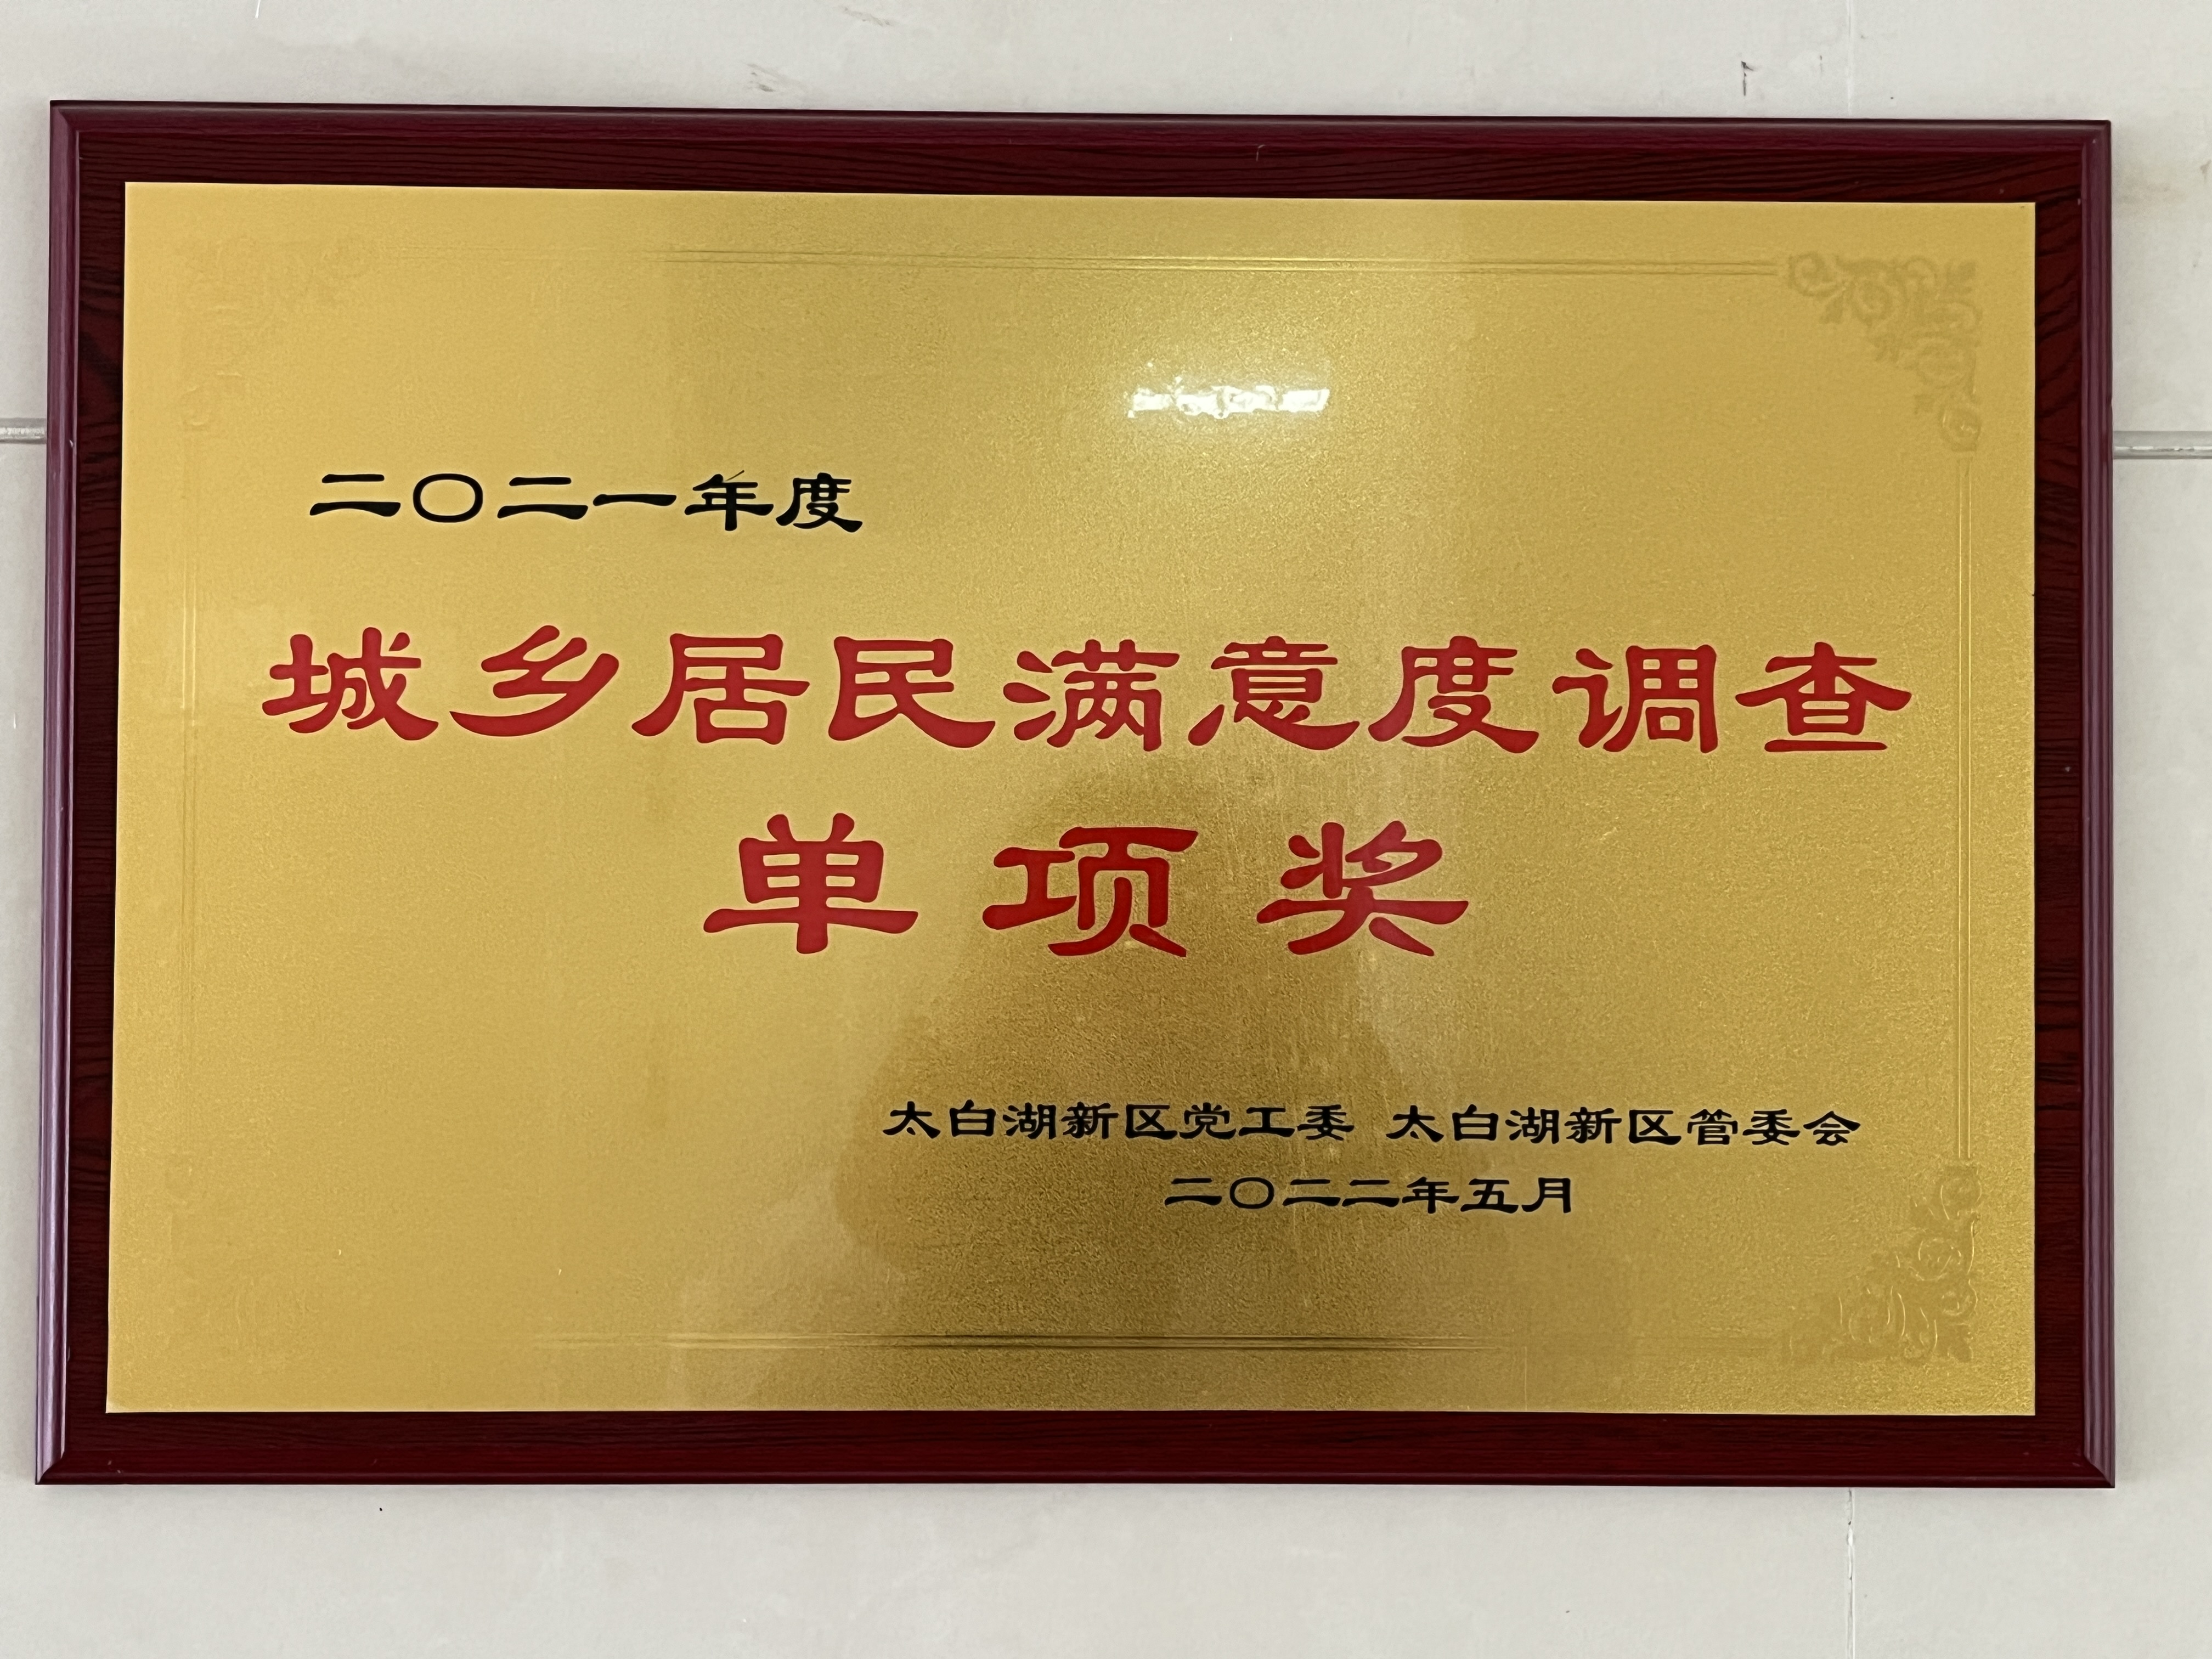 二〇二一年度
城乡居民满意度调查
单项奖
太白湖新区党工委 太白湖新区管委会
二〇二二年五月